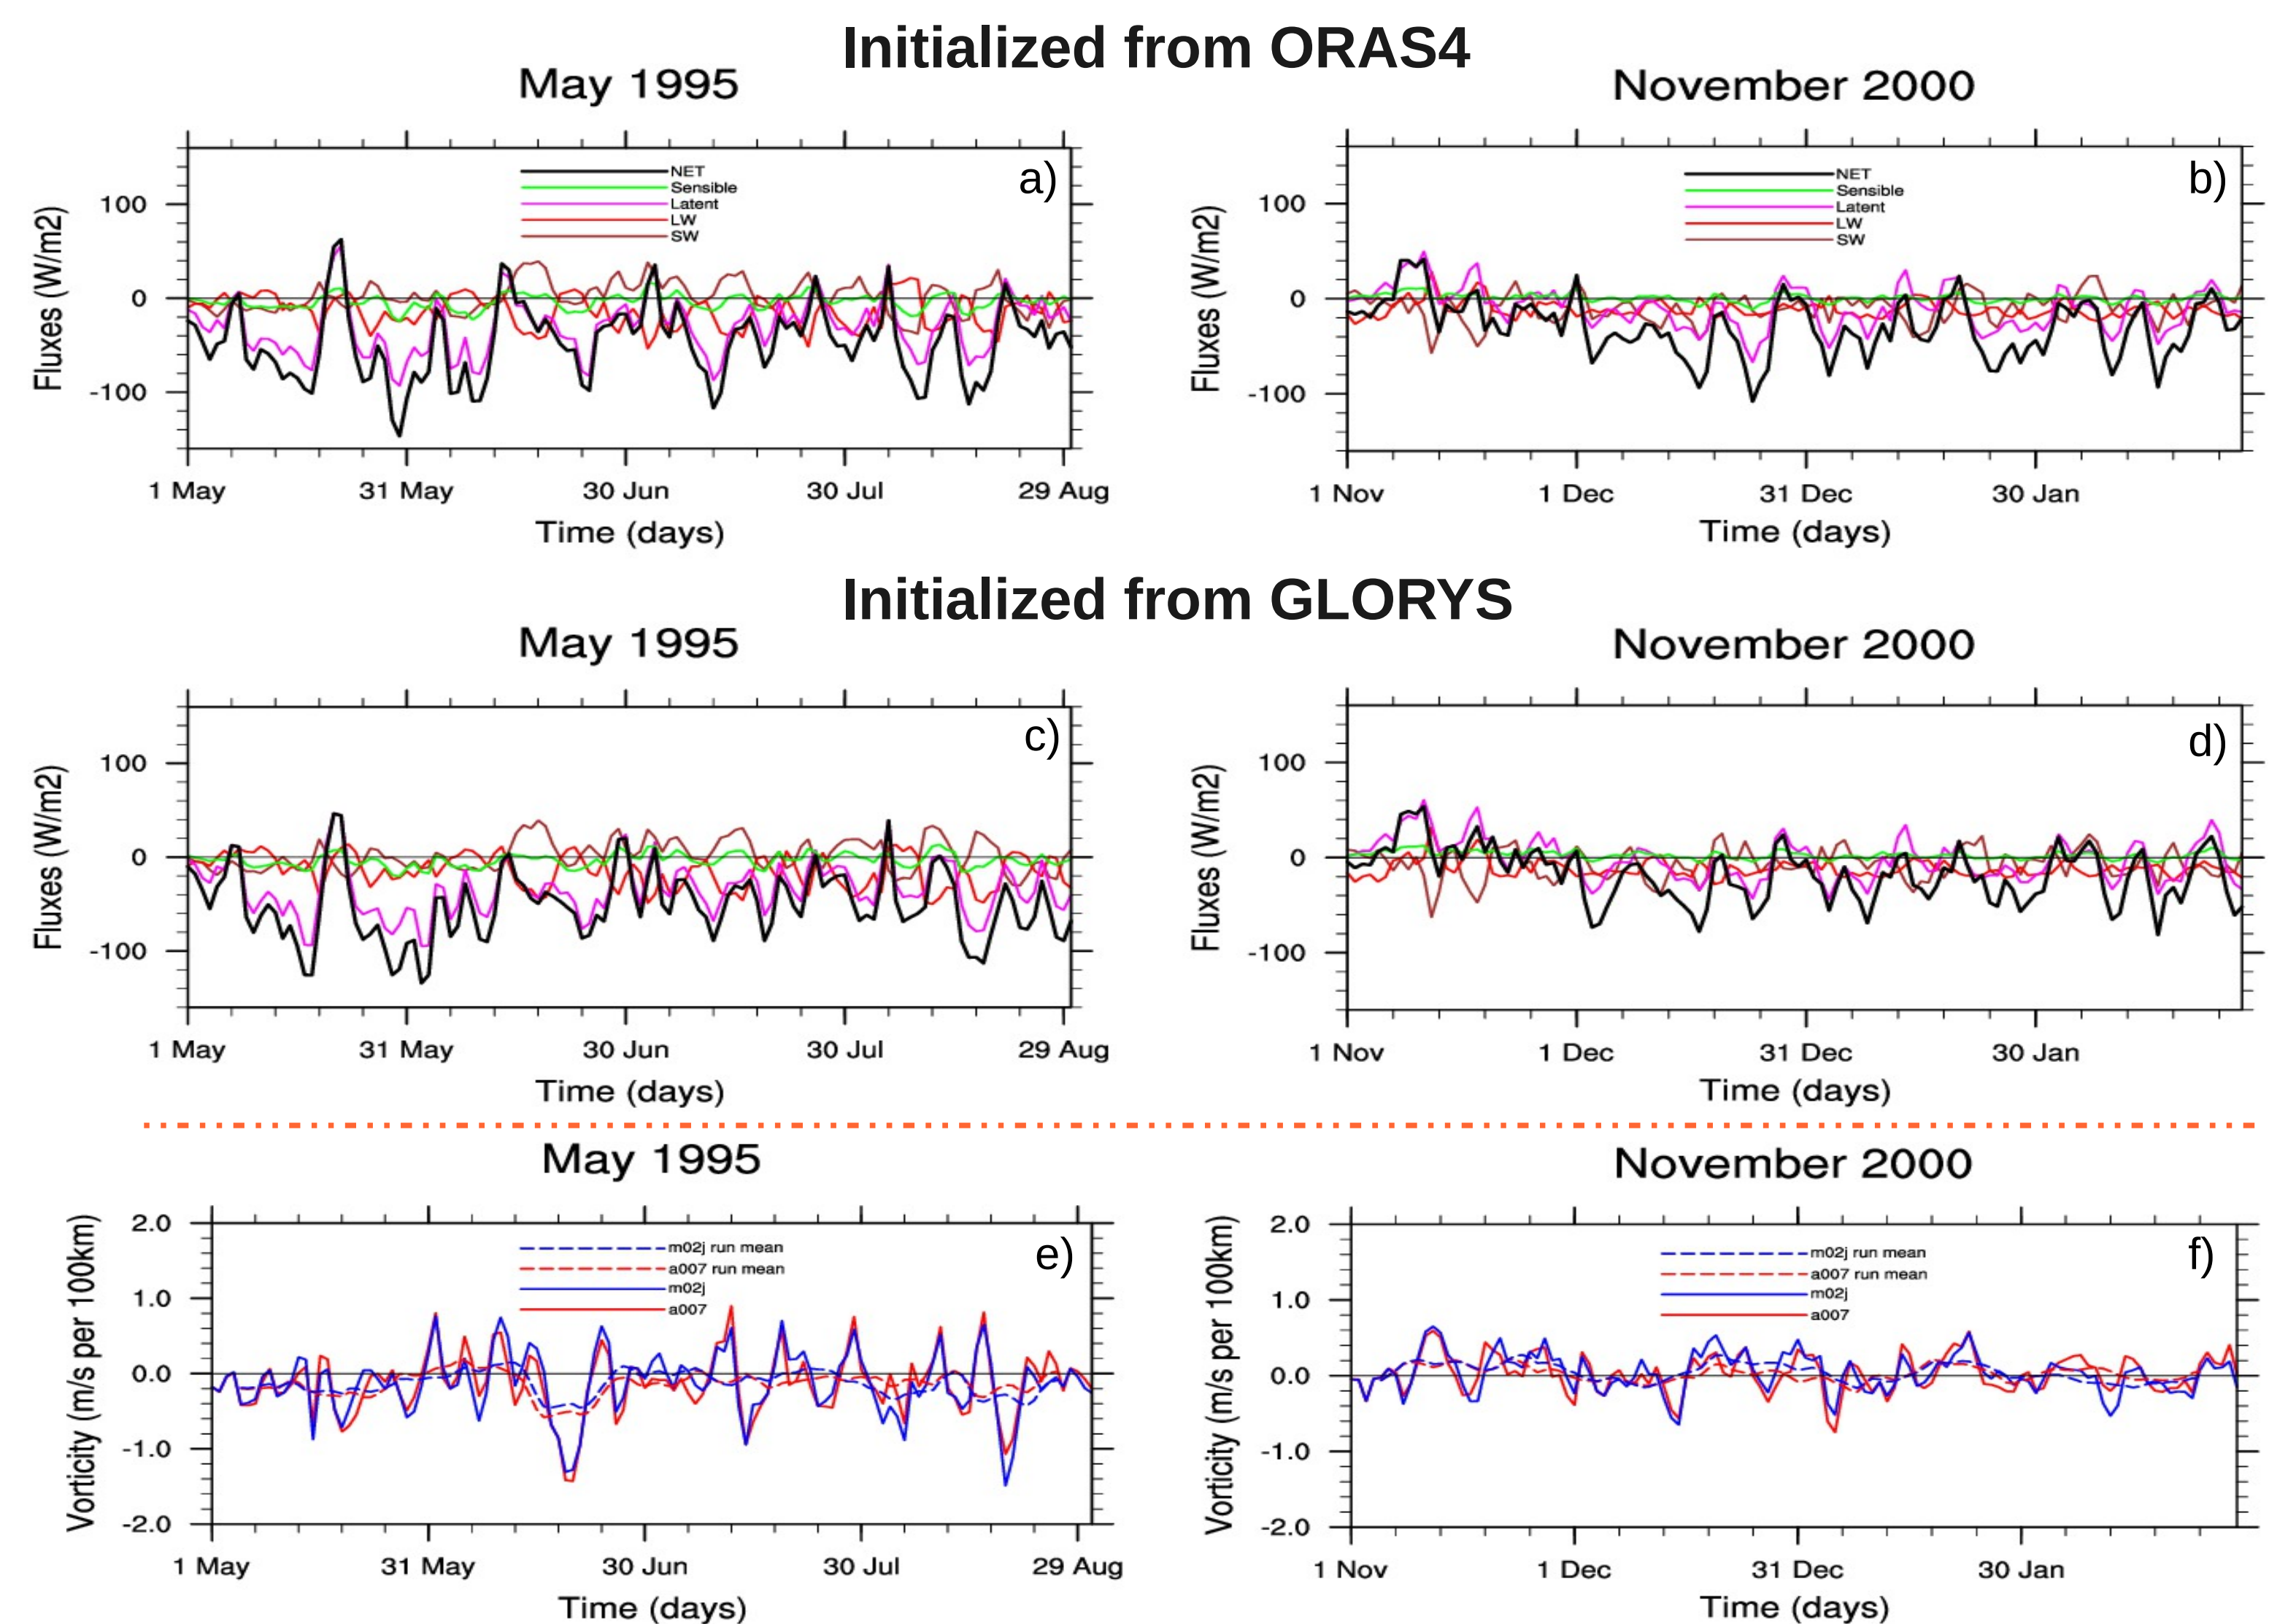 Initialized from ORAS4
May 1995
November 2000
a)
NET
Sensible
Latent
LW
SW
100
0
-100
Fluxes (W/m2)
1 May 31 May 30 Jun 30 Jul 29 Aug
Time (days)
b)
NET
Sensible
Latent
LW
SW
100
0
-100
Fluxes (W/m2)
1 Nov 1 Dec 31 Dec 30 Jan
Time (days)
Initialized from GLORYS
May 1995
November 2000
c)
100
0
-100
Fluxes (W/m2)
1 May 31 May 30 Jun 30 Jul 29 Aug
Time (days)
d)
100
0
-100
Fluxes (W/m2)
1 Nov 1 Dec 31 Dec 30 Jan
Time (days)
May 1995
November 2000
e)
m02j run mean
a007 run mean
m02j
a007
2.0
1.0
0.0
-1.0
-2.0
Vorticity (m/s per 100km)
1 May 31 May 30 Jun 30 Jul 29 Aug
Time (days)
f)
m02j run mean
a007 run mean
m02j
a007
2.0
1.0
0.0
-1.0
-2.0
Vorticity (m/s per 100km)
1 Nov 1 Dec 31 Dec 30 Jan
Time (days)